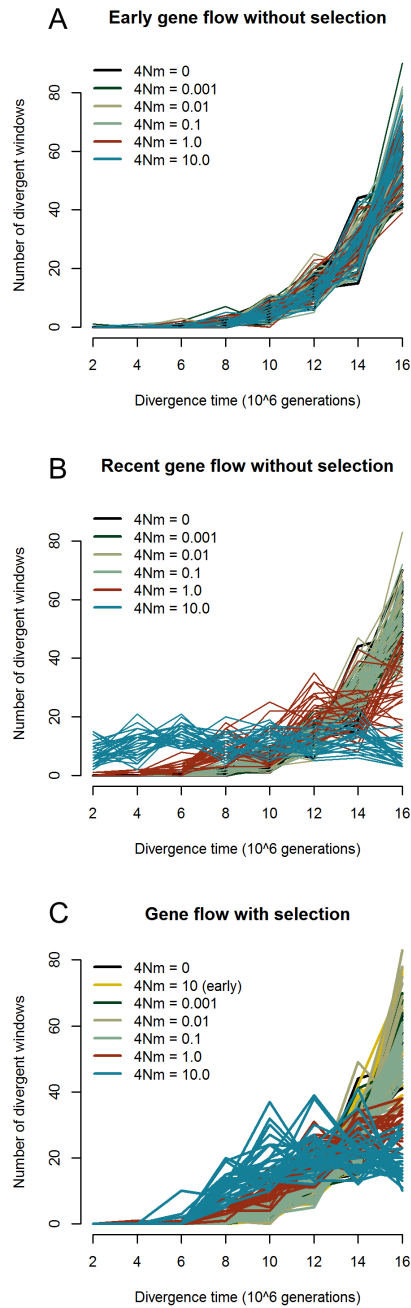 A Early gene flow without selection
4Nm = 0
4Nm = 0.001
4Nm = 0.01
4Nm = 0.1
4Nm = 1.0
4Nm = 10.0
Number of divergent windows
0 20 40 60 80
2 4 6 8 10 12 14 16
Divergence time (10^6 generations)
B Recent gene flow without selection
4Nm = 0
4Nm = 0.001
4Nm = 0.01
4Nm = 0.1
4Nm = 1.0
4Nm = 10.0
Number of divergent windows
0 20 40 60 80
2 4 6 8 10 12 14 16
Divergence time (10^6 generations)
C Gene flow with selection
4Nm = 0
4Nm = 10 (early)
4Nm = 0.001
4Nm = 0.01
4Nm = 0.1
4Nm = 1.0
4Nm = 10.0
Number of divergent windows
0 20 40 60 80
2 4 6 8 10 12 14 16
Divergence time (10^6 generations)